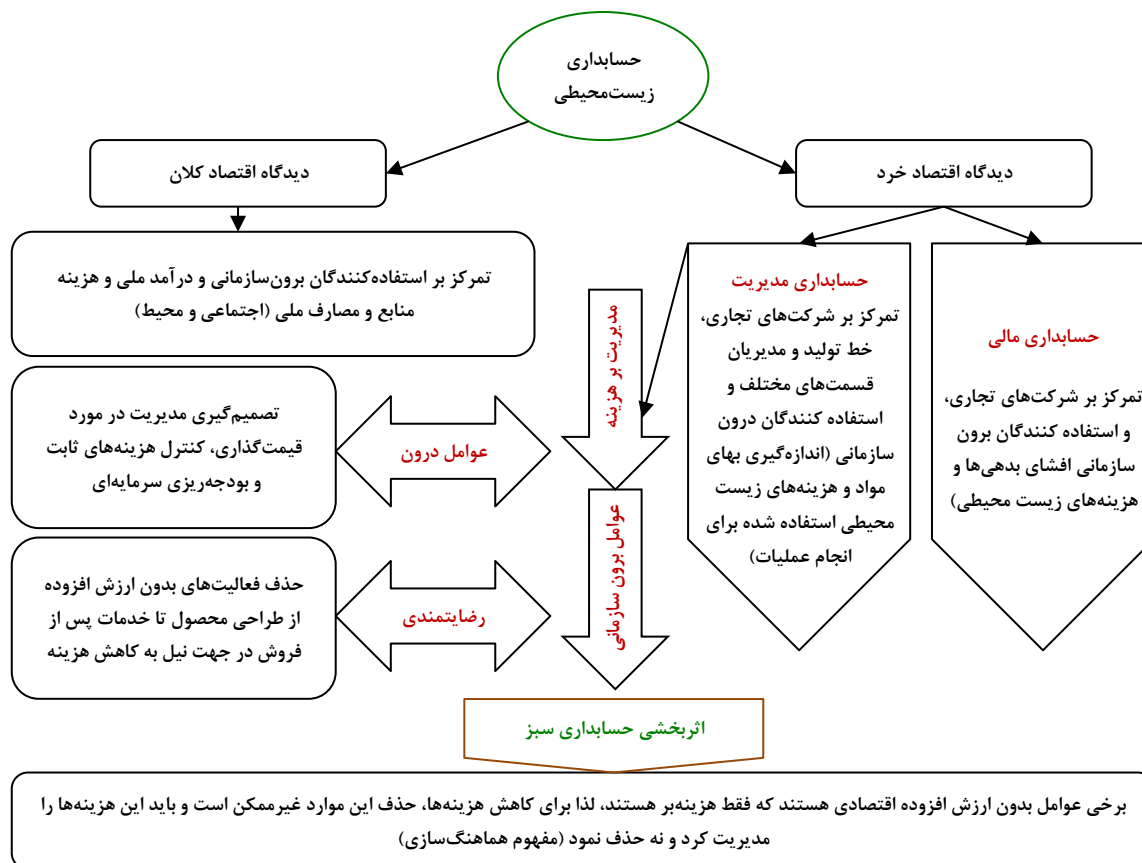 حسابداری
زیست‌محیطی
دیدگاه اقتصاد خرد
دیدگاه اقتصاد کلان
حسابداری مالی
تمرکز بر شرکت‌های تجاری،
و استفاده کنندگان برون
سازمانی افشای بدهی‌ها و
هزینه‌های زیست محیطی)
حسابداری مدیریت
تمرکز بر شرکت‌های تجاری،
خط تولید و مدیریان
قسمت‌های مختلف و
استفاده کنندگان درون
سازمانی (اندازه‌گیری بهای
مواد و هزینه‌های زیست
محیطی استفاده شده برای
انجام عملیات)
تمرکز بر استفاده‌کنندگان برون‌سازمانی و درآمد ملی و هزینه
منابع و مصارف ملی (اجتماعی و محیط)
مدیریت بر هزینه
عوامل درون
تصمیم‌گیری مدیریت در مورد
قیمت‌گذاری، کنترل هزینه‌های ثابت
و بودجه‌ریزی سرمایه‌ای
عوامل برون سازمانی
رضایتمندی
حذف فعالیت‌های بدون ارزش افزوده
از طراحی محصول تا خدمات پس از
فروش در جهت نیل به کاهش هزینه
اثربخشی حسابداری سبز
برخی عوامل بدون ارزش افزوده اقتصادی هستند که فقط هزینه‌بر هستند، لذا برای کاهش هزینه‌ها، حذف این موارد غیرممکن است و باید این هزینه‌ها را
مدیریت کرد و نه حذف نمود (مفهوم هماهنگ‌سازی)